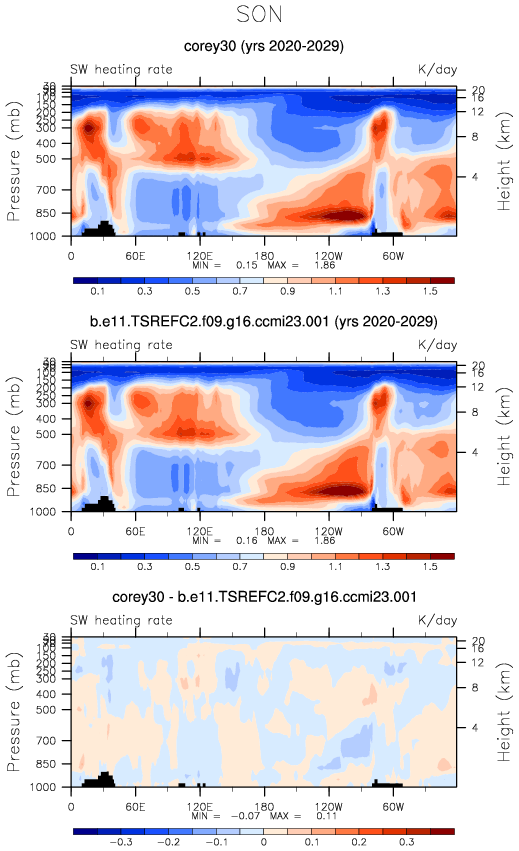 SON
corey30 (yrs 2020-2029)
SW heating rate K/day
Pressure (mb)
30
100
150
200
250
300
400
500
700
850
1000
20
16
12
8
4
Height (km)
0 60E 120E 180 120W 60W
MIN = 0.15 MAX = 1.86
0.1 0.3 0.5 0.7 0.9 1.1 1.3 1.5
b.e11.TSREFC2.f09.g16.ccmi23.001 (yrs 2020-2029)
SW heating rate K/day
Pressure (mb)
30
100
150
200
250
300
400
500
700
850
1000
20
16
12
8
4
Height (km)
0 60E 120E 180 120W 60W
MIN = 0.16 MAX = 1.86
0.1 0.3 0.5 0.7 0.9 1.1 1.3 1.5
corey30 - b.e11.TSREFC2.f09.g16.ccmi23.001
SW heating rate K/day
Pressure (mb)
30
100
150
200
250
300
400
500
700
850
1000
20
16
12
8
4
Height (km)
0 60E 120E 180 120W 60W
MIN = -0.07 MAX = 0.11
-0.3 -0.2 -0.1 0 0.1 0.2 0.3